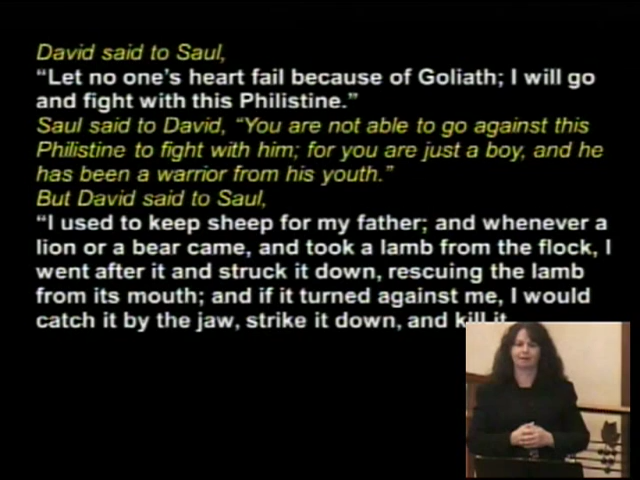 David said to Saul,
“Let no one’s heart fail because of Goliath; I will go
and fight with this Philistine.”
Saul said to David, “You are not able to go against this
Philistine to fight with him; for you are just a boy, and he
has been a warrior from his youth.”
But David said to Saul,
“I used to keep sheep for my father; and whenever a
lion or a bear came, and took a lamb from the flock, I
went after it and struck it down, rescuing the lamb
from its mouth; and if it turned against me, I would
catch it by the jaw, strike it down, and kill it.